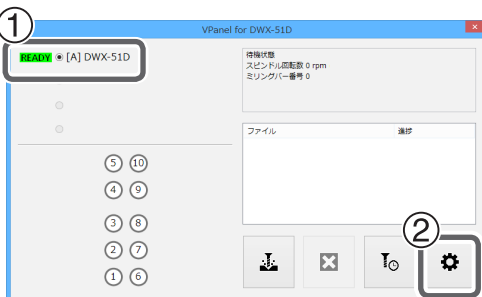 ①
VPanel for DWX-51D
READY [A] DWX-51D
待機状態
スピンドル回転数 0 rpm
ミリングバー番号 0
ファイル 進捗
5 10
4 9
3 8
2 7
1 6
②